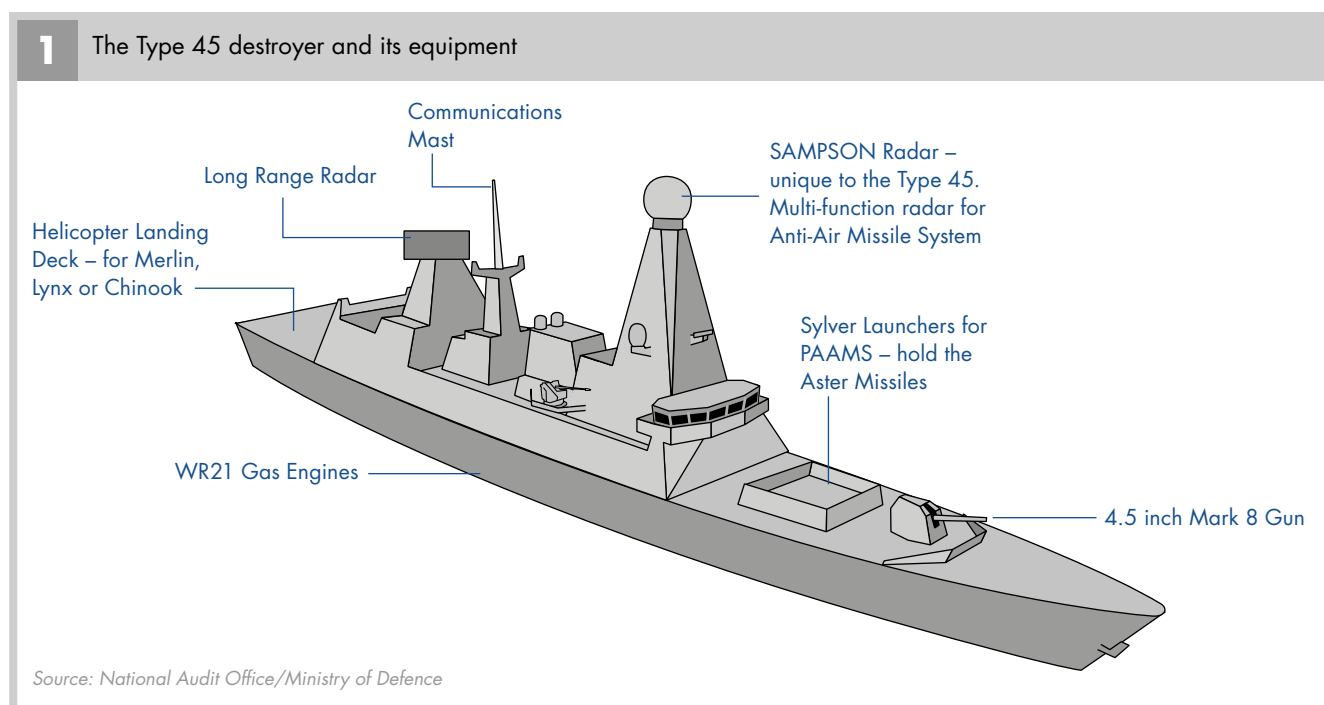 1
The Type 45 destroyer and its equipment
Communications
Mast
Long Range Radar
SAMPSON Radar –
unique to the Type 45.
Multi-function radar for
Anti-Air Missile System
Helicopter Landing
Deck – for Merlin,
Lynx or Chinook
Sylver Launchers for
PAAMS – hold the
Aster Missiles
WR21 Gas Engines
4.5 inch Mark 8 Gun
Source: National Audit Office/Ministry of Defence